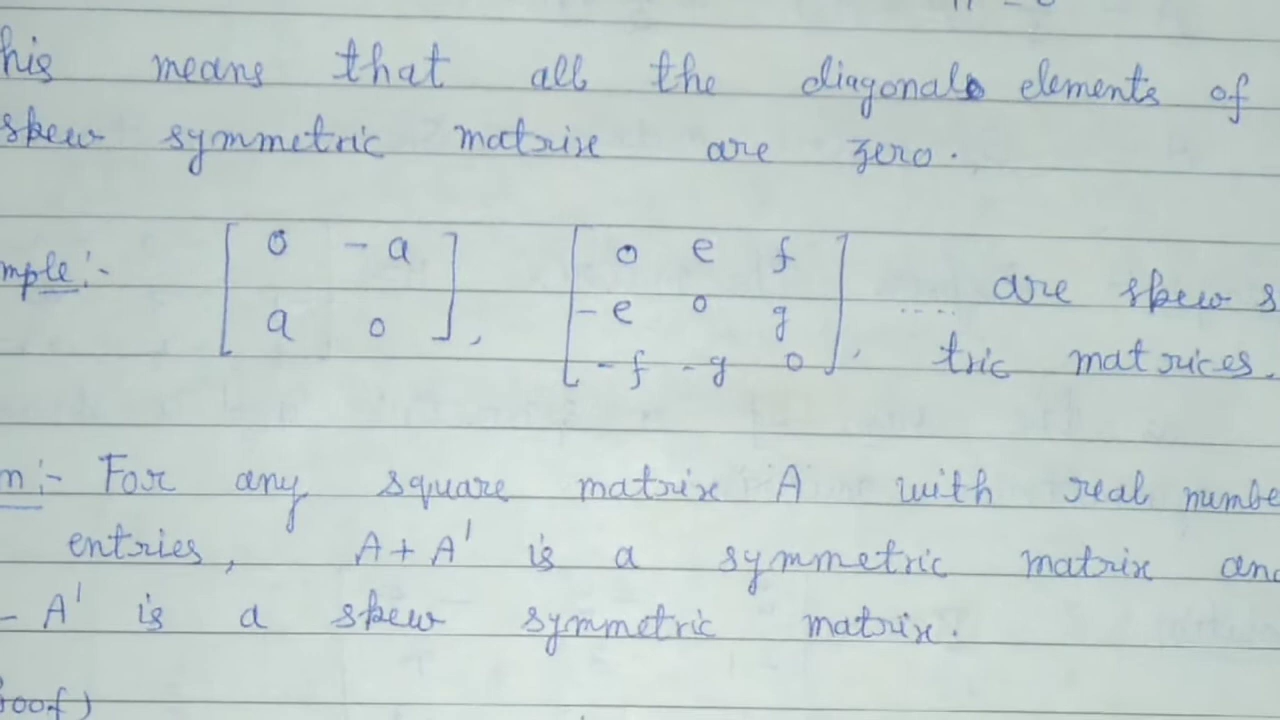 his means that all the diagonals elements of
skew symmetric matrix are zero.
mple:- [ 0 -a [ 0 e f
a 0 ], -e 0 g .... are skew s
-f -g 0 ], tric matrices.
m:- For any square matrix A with real numbe
entries, A + A' is a symmetric matrix and
- A' is a skew symmetric matrix.
roof)